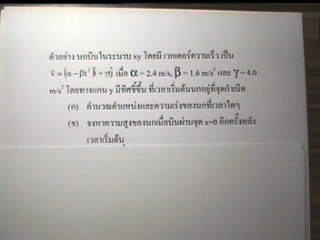 ตัวอย่าง นกบินในระนาบ xy โดยมี เวกเตอร์ความเร็ว เป็น
v̄ = (α − βt² )î + γtĵ เมื่อ α = 2.4 m/s, β = 1.6 m/s³ และ γ = 4.0
m/s² โดยทางแกน y มีทิศชี้ขึ้น ที่เวลาเริ่มต้นนกอยู่ที่จุดกำเนิด
(ก) คำนวณตำแหน่งและความเร่งของนกที่เวลาใดๆ
(ข) จงหาความสูงของนกเมื่อบินผ่านจุด x=0 อีกครั้งหลัง
เวลาเริ่มต้น